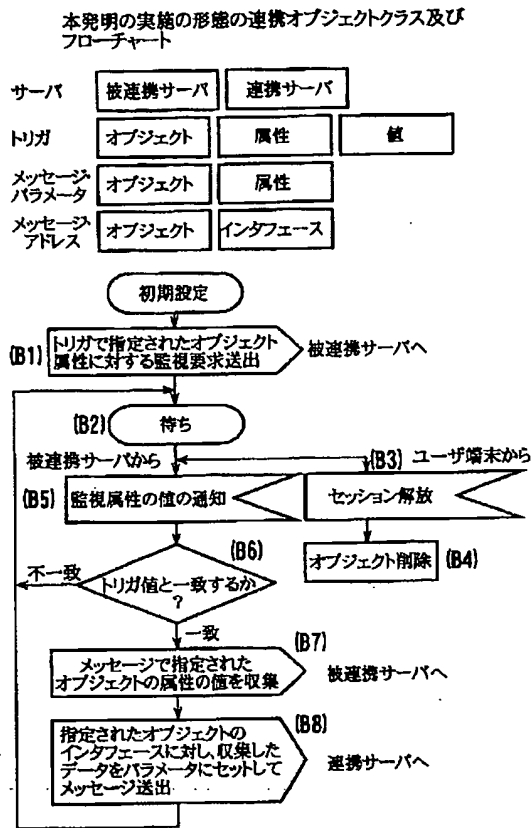 本発明の実施の形態の連携オブジェクトクラス及び
フローチャート
サーバ 被連携サーバ 連携サーバ
トリガ オブジェクト 属性 値
メッセージ・
パラメータ オブジェクト 属性
メッセージ・
アドレス オブジェクト インタフェース
初期設定
(B1) トリガで指定されたオブジェクト
属性に対する監視要求送出
被連携サーバへ
(B2) 待ち
被連携サーバから
(B3) ユーザ端末から
(B5) 監視属性の値の通知
セッション解放
オブジェクト削除 (B4)
(B6)
不一致
トリガ値と一致するか
?
一致
(B7)
メッセージで指定された
オブジェクトの属性の値を収集
被連携サーバへ
(B8)
指定されたオブジェクトの
インタフェースに対し、収集した
データをパラメータにセットして
メッセージ送出
連携サーバへ